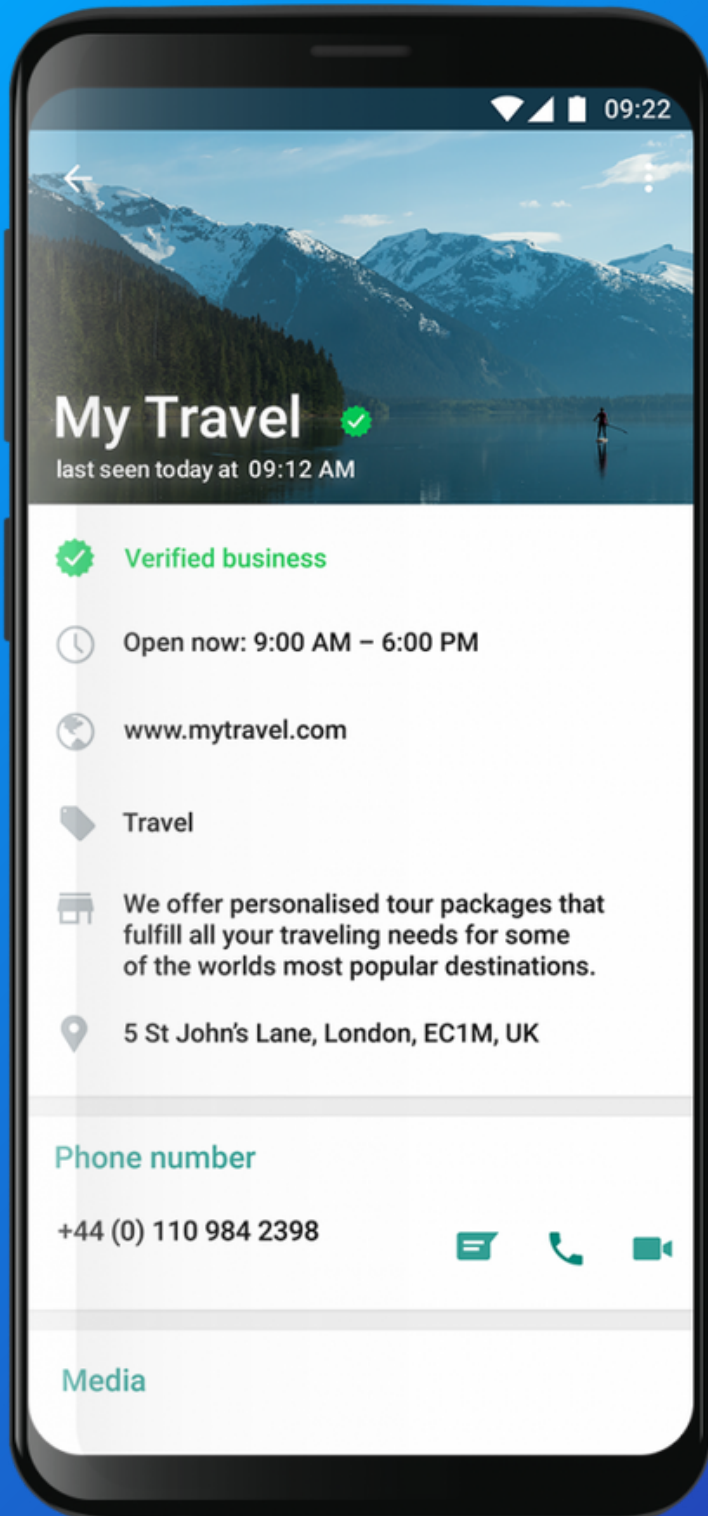 09:22
My Travel
last seen today at 09:12 AM
Verified business
Open now: 9:00 AM – 6:00 PM
www.mytravel.com
Travel
We offer personalised tour packages that
fulfill all your traveling needs for some
of the worlds most popular destinations.
5 St John’s Lane, London, EC1M, UK
Phone number
+44 (0) 110 984 2398
Media